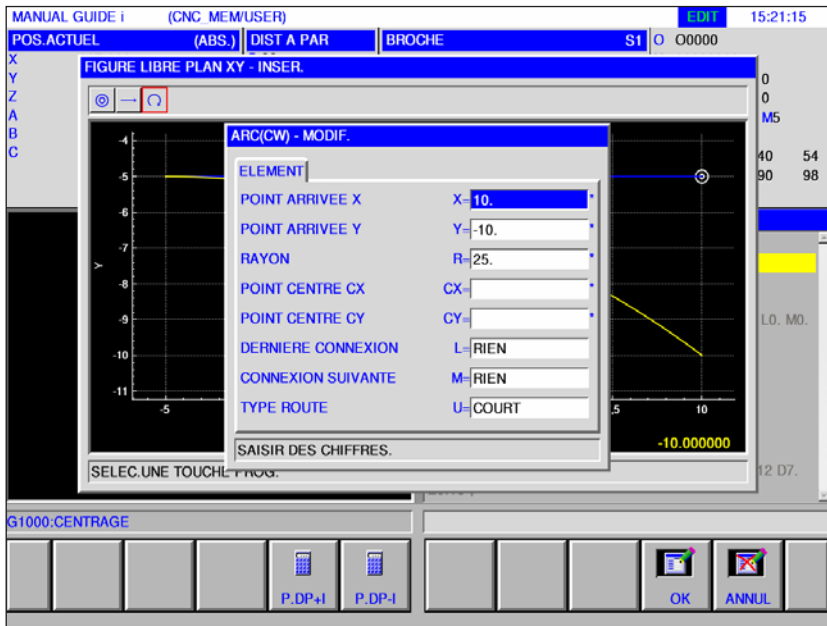 MANUAL GUIDE i (CNC_MEM/USER) EDIT 15:21:15
POS.ACTUEL (ABS.) DIST A PAR BROCHE S1 O O0000
X
Y
Z
A
B
C
0
0
M5
40 54
90 98
FIGURE LIBRE PLAN XY - INSER.
ARC(CW) - MODIF.
ELEMENT
POINT ARRIVEE X X= 10. *
POINT ARRIVEE Y Y= -10. *
RAYON R= 25. *
POINT CENTRE CX CX= *
POINT CENTRE CY CY= *
DERNIERE CONNEXION L= RIEN
CONNEXION SUIVANTE M= RIEN
TYPE ROUTE U= COURT
SAISIR DES CHIFFRES.
-4
-5
-6
-7
Y
-8
-9
-10
-11
-5
.5
10
-10.000000
L0. M0.
12 D7.
SELEC.UNE TOUCHE PROG.
G1000:CENTRAGE
P.DP+I P.DP-I OK ANNUL